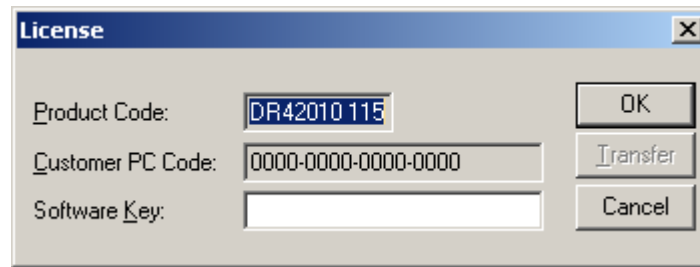 License
Product Code: DR42010 115
OK
Customer PC Code: 0000-0000-0000-0000
Transfer
Software Key:
Cancel